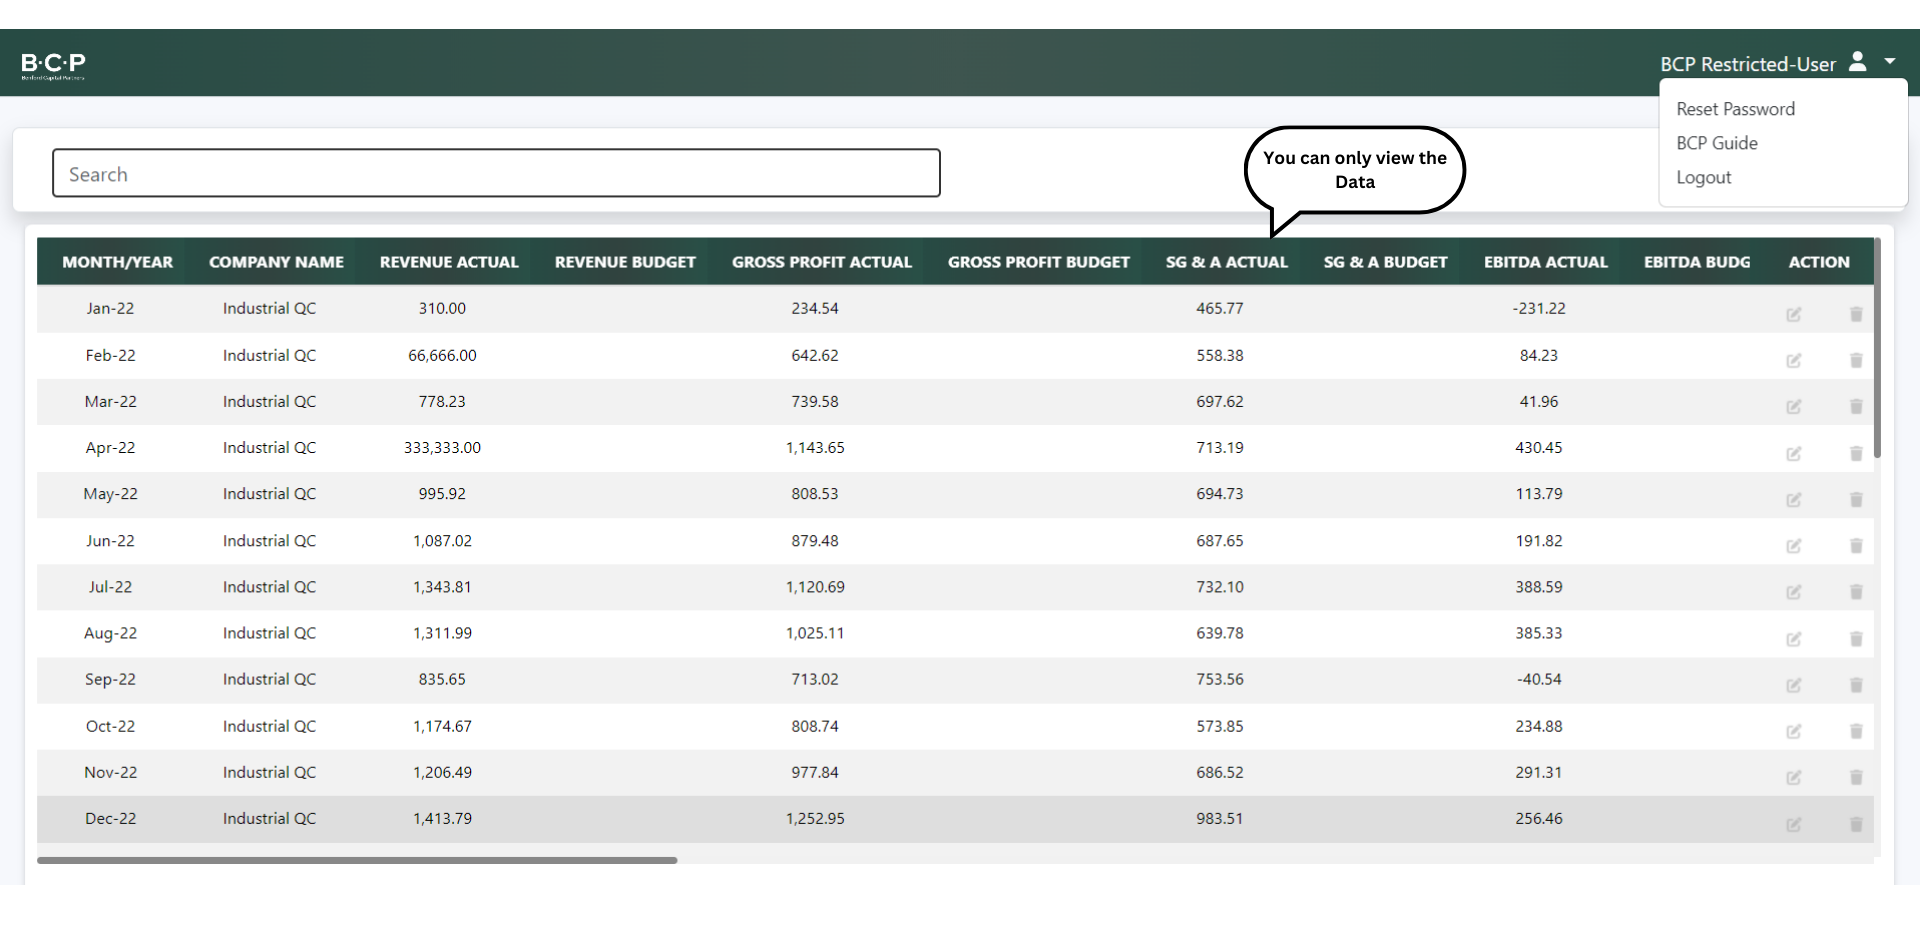 B·C·P
Benford Capital Partners
BCP Restricted-User
Reset Password
BCP Guide
Logout
Search
You can only view the
Data
MONTH/YEAR COMPANY NAME REVENUE ACTUAL REVENUE BUDGET GROSS PROFIT ACTUAL GROSS PROFIT BUDGET SG & A ACTUAL SG & A BUDGET EBITDA ACTUAL EBITDA BUDG ACTION
Jan-22 Industrial QC 310.00 234.54 465.77 -231.22
Feb-22 Industrial QC 66,666.00 642.62 558.38 84.23
Mar-22 Industrial QC 778.23 739.58 697.62 41.96
Apr-22 Industrial QC 333,333.00 1,143.65 713.19 430.45
May-22 Industrial QC 995.92 808.53 694.73 113.79
Jun-22 Industrial QC 1,087.02 879.48 687.65 191.82
Jul-22 Industrial QC 1,343.81 1,120.69 732.10 388.59
Aug-22 Industrial QC 1,311.99 1,025.11 639.78 385.33
Sep-22 Industrial QC 835.65 713.02 753.56 -40.54
Oct-22 Industrial QC 1,174.67 808.74 573.85 234.88
Nov-22 Industrial QC 1,206.49 977.84 686.52 291.31
Dec-22 Industrial QC 1,413.79 1,252.95 983.51 256.46